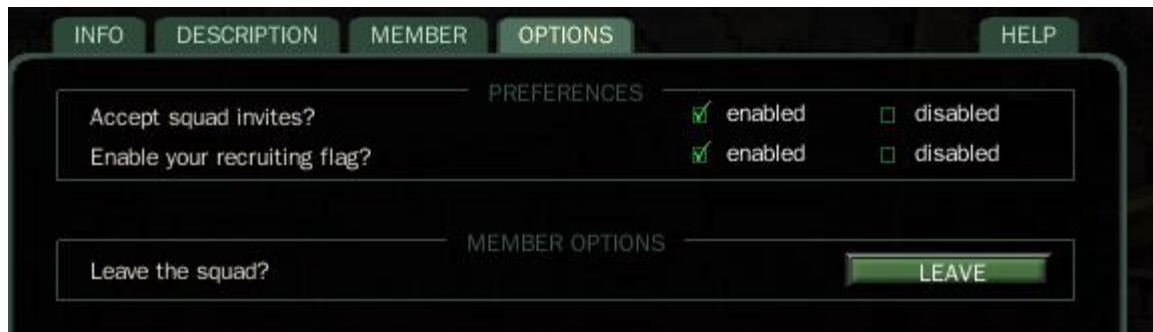 INFO DESCRIPTION MEMBER OPTIONS HELP
PREFERENCES
Accept squad invites? enabled disabled
Enable your recruiting flag? enabled disabled
MEMBER OPTIONS
Leave the squad? LEAVE